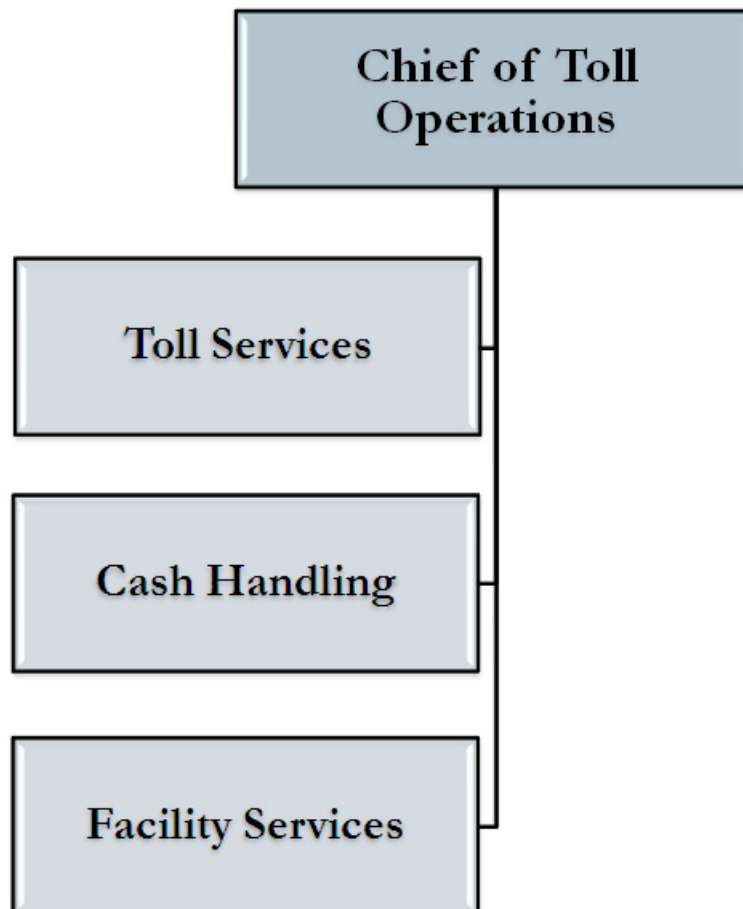 Chief of Toll
Operations
Toll Services
Cash Handling
Facility Services